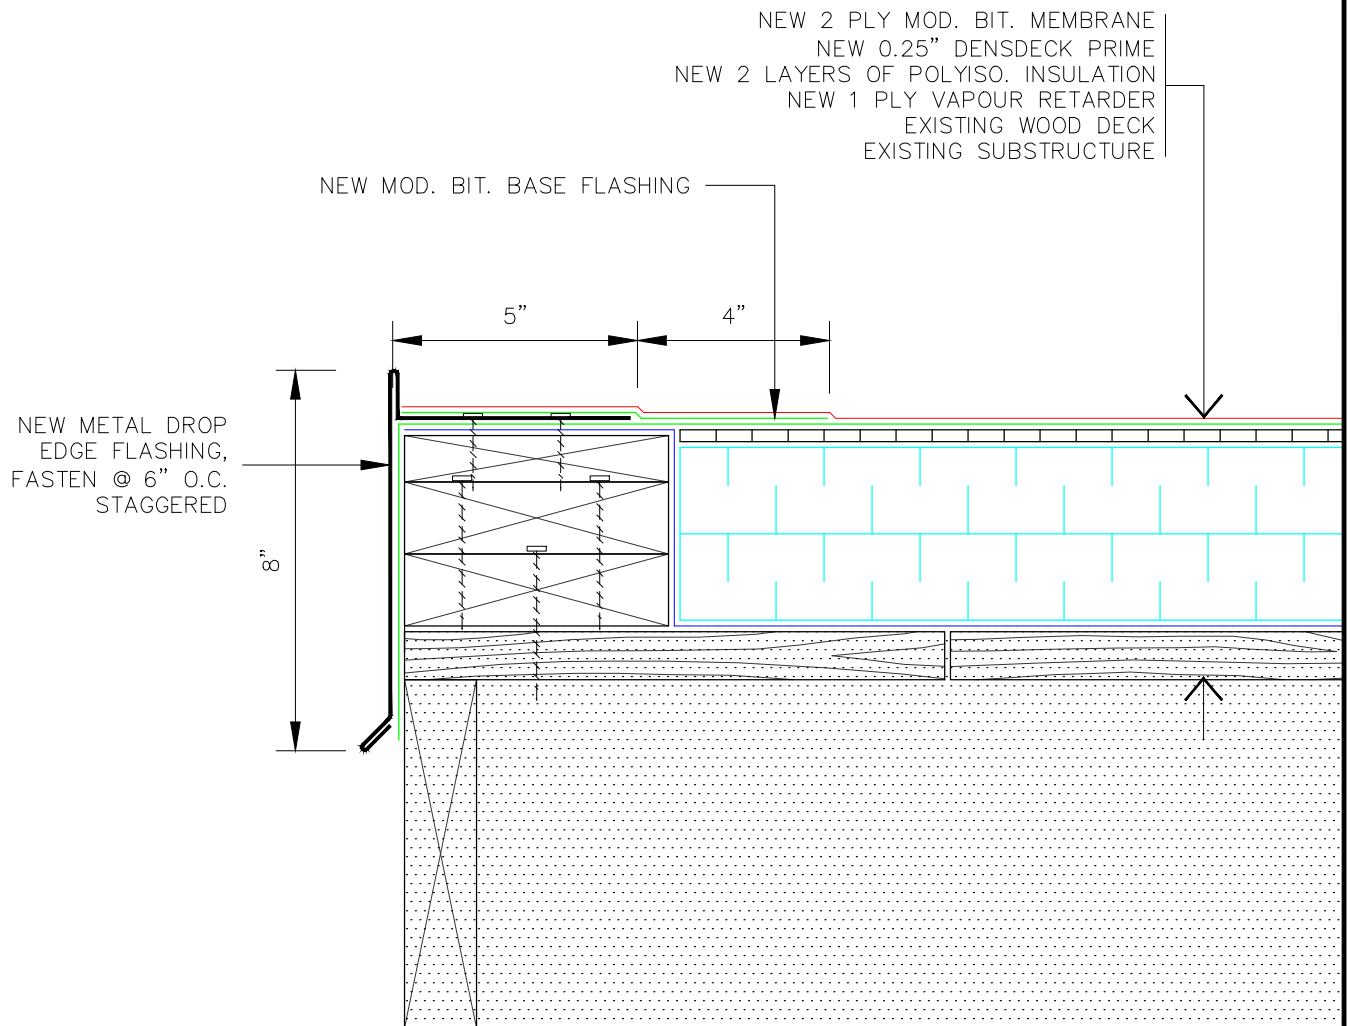 NEW 2 PLY MOD. BIT. MEMBRANE
NEW 0.25” DENSDECK PRIME
NEW 2 LAYERS OF POLYISO. INSULATION
NEW 1 PLY VAPOUR RETARDER
EXISTING WOOD DECK
EXISTING SUBSTRUCTURE
NEW MOD. BIT. BASE FLASHING
5”
4”
NEW METAL DROP
EDGE FLASHING,
FASTEN @ 6” O.C.
STAGGERED
8”